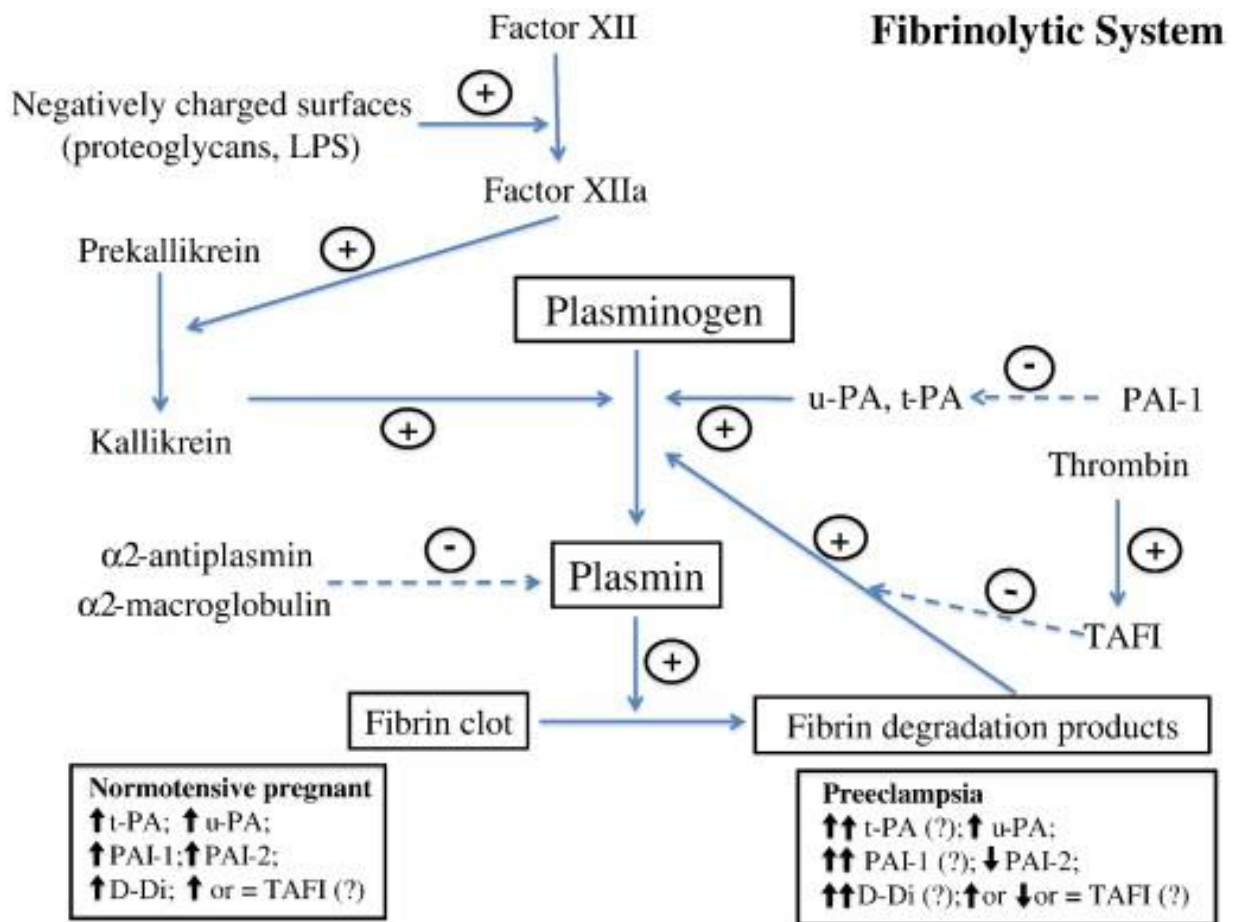 Fibrinolytic System
Factor XII
+
Negatively charged surfaces
(proteoglycans, LPS)
Factor XIIa
+
Prekallikrein
Plasminogen
-
u-PA, t-PA
PAI-1
+
+
Kallikrein
Thrombin
+
+
α2-antiplasmin
α2-macroglobulin
-
Plasmin
-
TAFI
+
Fibrin clot
Fibrin degradation products
Normotensive pregnant
⬆t-PA; ⬆u-PA;
⬆PAI-1;⬆PAI-2;
⬆D-Di; ⬆ or = TAFI (?)
Preeclampsia
⬆⬆ t-PA (?);⬆ u-PA;
⬆⬆ PAI-1 (?); ⬇PAI-2;
⬆⬆D-Di (?);⬆or ⬇or = TAFI (?)